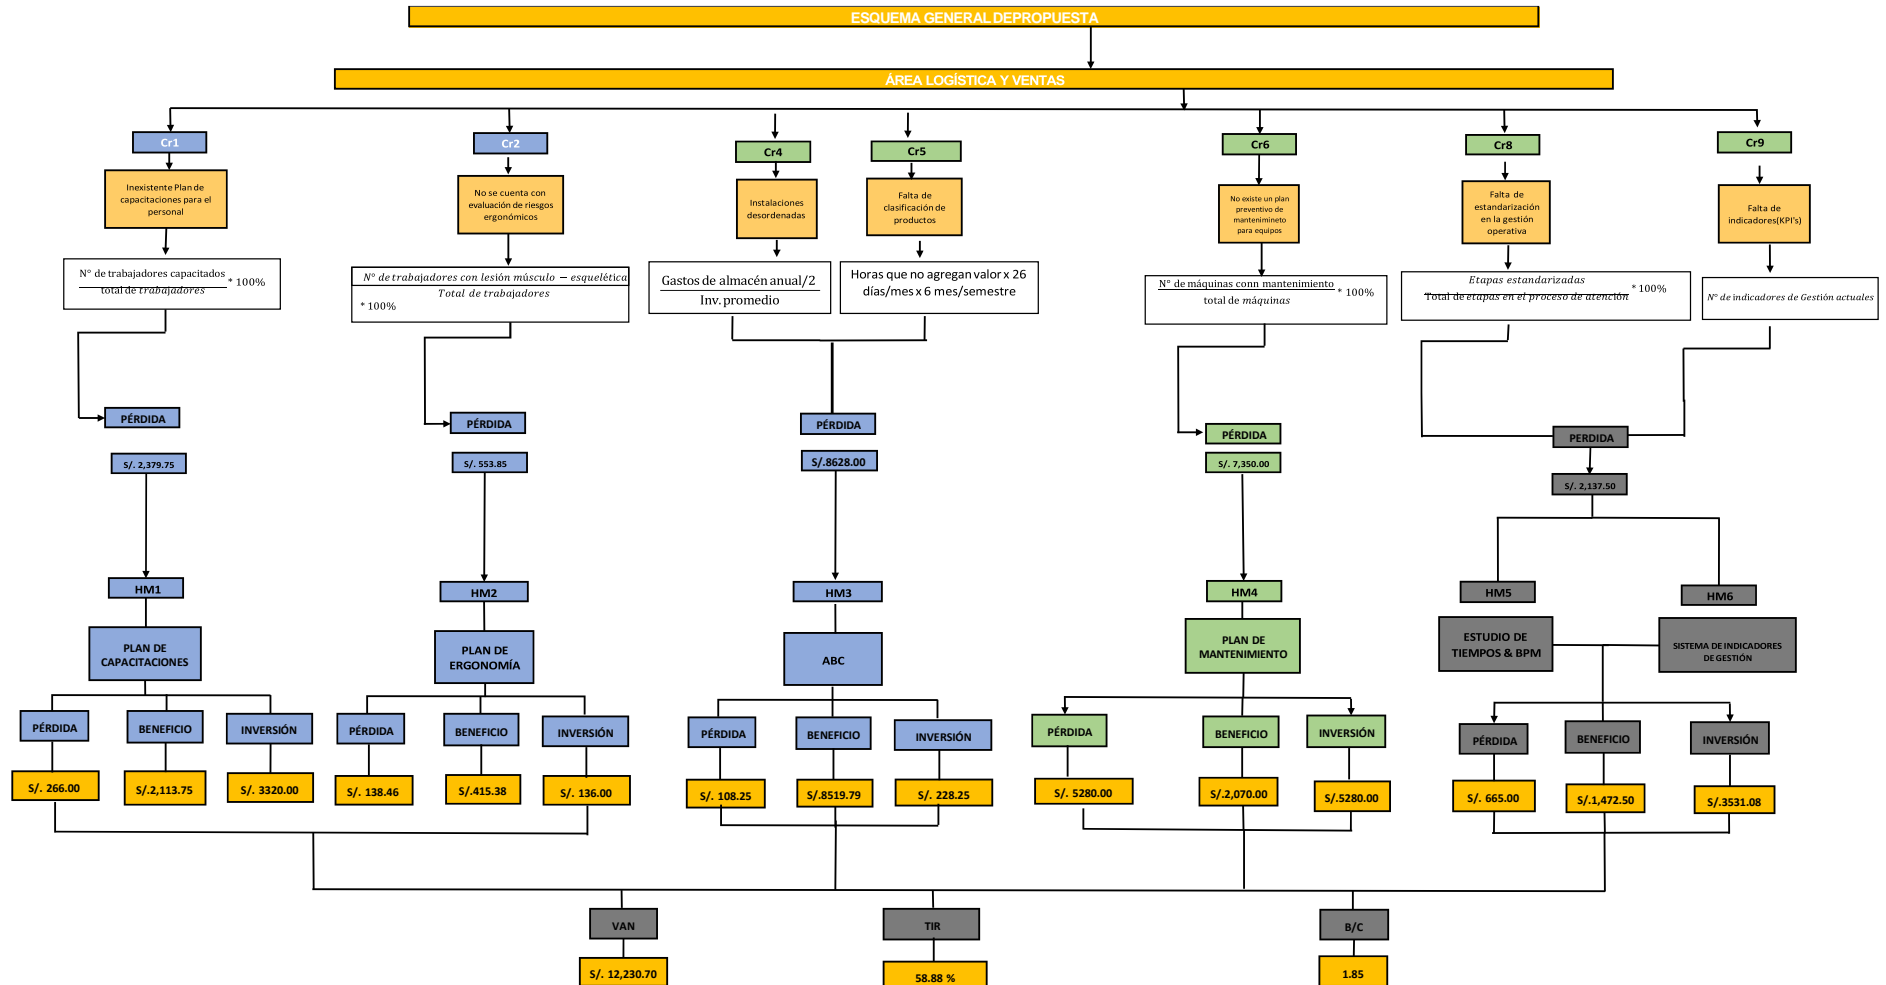 ESQUEMA GENERAL DEPROPUESTA
ÁREA LOGÍSTICA Y VENTAS
Cr1
Cr2
Cr4
Cr5
Cr6
Cr8
Cr9
Inexistente Plan de
capacitaciones para el
personal
No se cuenta con
evaluación de riesgos
ergonómicos
Instalaciones
desordenadas
Falta de
clasificación de
productos
No existe un plan
preventivo de
mantenimineto
para equipos
Falta de
estandarización
en la gestión
operativa
Falta de
indicadores(KPI's)
N° de trabajadores capacitados
total de trabajadores
* 100%
N° de trabajadores con lesión músculo − esquelética
Total de trabajadores
* 100%
Gastos de almacén anual/2
Inv. promedio
Horas que no agregan valor x 26
días/mes x 6 mes/semestre
N° de máquinas conn mantenimiento
total de máquinas
* 100%
Etapas estandarizadas
Total de etapas en el proceso de atención
* 100%
N° de indicadores de Gestión actuales
PÉRDIDA
PÉRDIDA
PÉRDIDA
PÉRDIDA
PERDIDA
S/. 2,379.75
S/. 553.85
S/.8628.00
S/. 7,350.00
S/. 2,137.50
HM1
HM2
HM3
HM4
HM5
HM6
PLAN DE
CAPACITACIONES
PLAN DE
ERGONOMÍA
ABC
PLAN DE
MANTENIMIENTO
ESTUDIO DE
TIEMPOS & BPM
SISTEMA DE INDICADORES
DE GESTIÓN
PÉRDIDA
BENEFICIO
INVERSIÓN
PÉRDIDA
BENEFICIO
INVERSIÓN
PÉRDIDA
BENEFICIO
INVERSIÓN
PÉRDIDA
BENEFICIO
INVERSIÓN
PÉRDIDA
BENEFICIO
INVERSIÓN
S/. 266.00
S/.2,113.75
S/. 3320.00
S/. 138.46
S/.415.38
S/. 136.00
S/. 108.25
S/.8519.79
S/. 228.25
S/. 5280.00
S/.2,070.00
S/.5280.00
S/. 665.00
S/.1,472.50
S/.3531.08
VAN
TIR
B/C
S/. 12,230.70
58.88 %
1.85